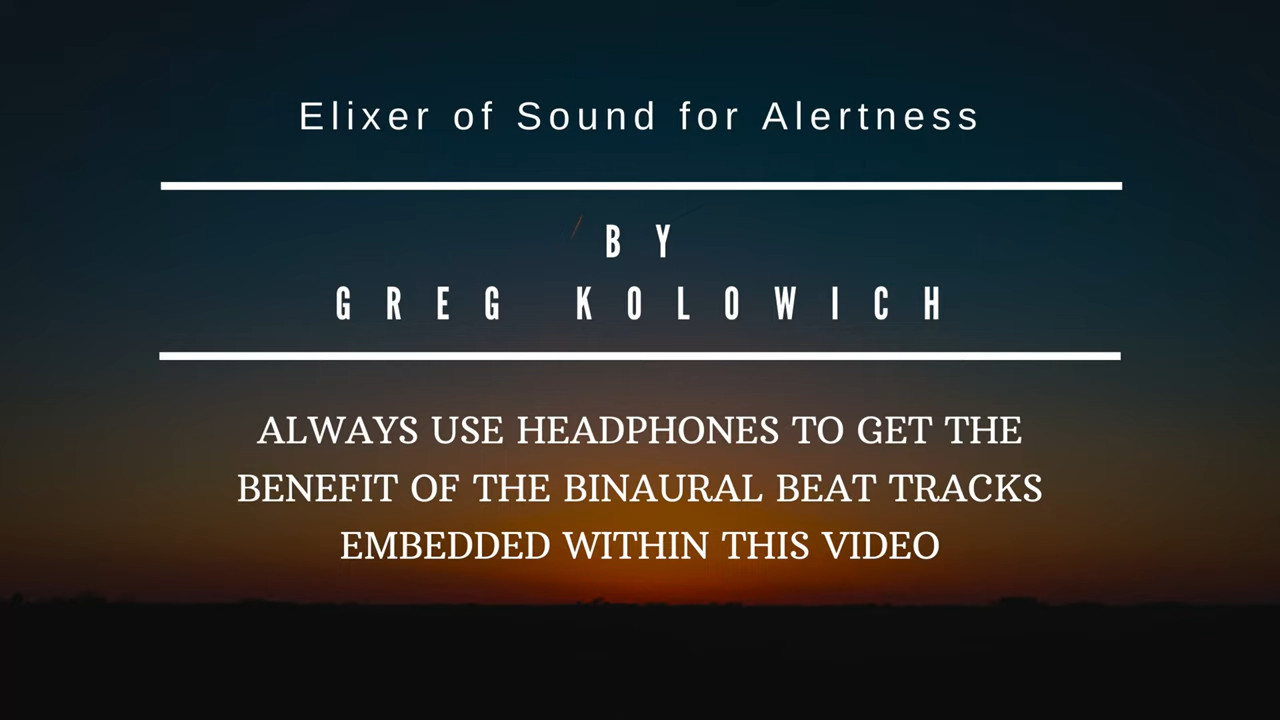 Elixer of Sound for Alertness
BY
GREG KOLOWICH
ALWAYS USE HEADPHONES TO GET THE
BENEFIT OF THE BINAURAL BEAT TRACKS
EMBEDDED WITHIN THIS VIDEO